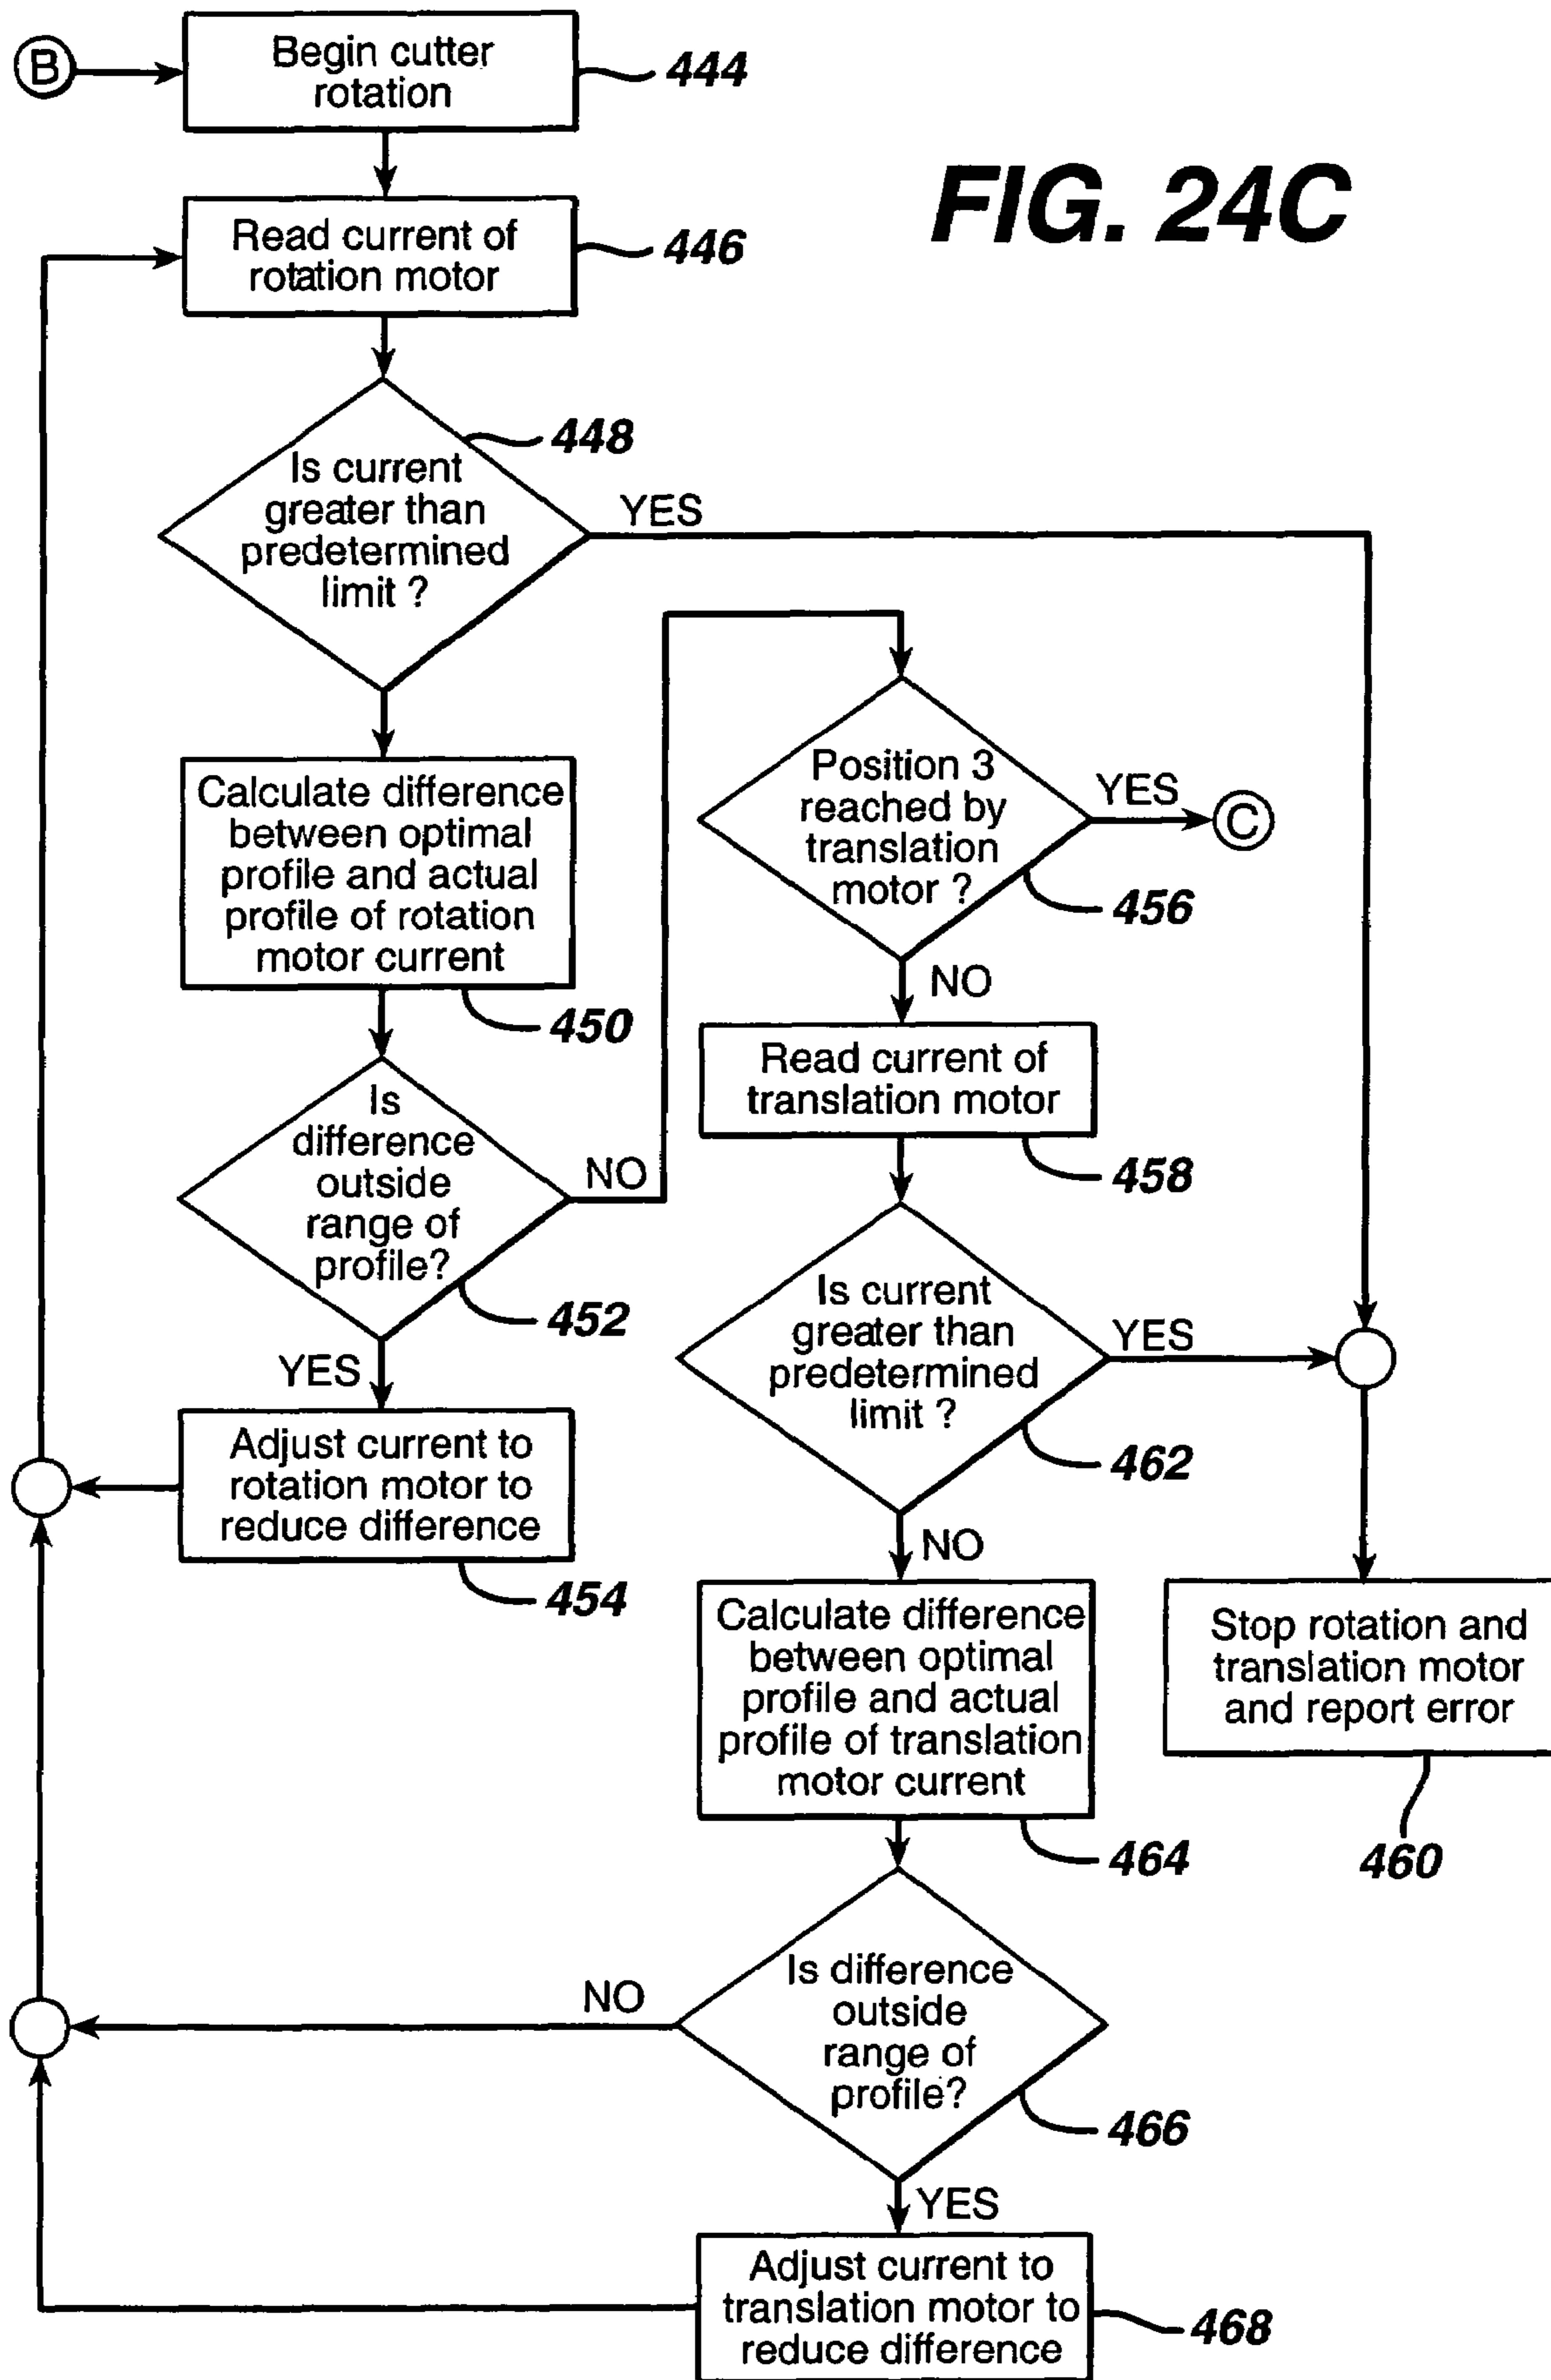 B
Begin cutter
rotation
444
FIG. 24C
Read current of
rotation motor
446
448
Is current
greater than
predetermined
limit ?
YES
Calculate difference
between optimal
profile and actual
profile of rotation
motor current
450
Position 3
reached by
translation
motor ?
YES
C
456
NO
Read current of
translation motor
458
Is
difference
outside
range of
profile?
NO
452
YES
Adjust current to
rotation motor to
reduce difference
454
Is current
greater than
predetermined
limit ?
YES
462
NO
Calculate difference
between optimal
profile and actual
profile of translation
motor current
464
Stop rotation and
translation motor
and report error
460
Is difference
outside
range of
profile?
NO
466
YES
Adjust current to
translation motor to
reduce difference
468